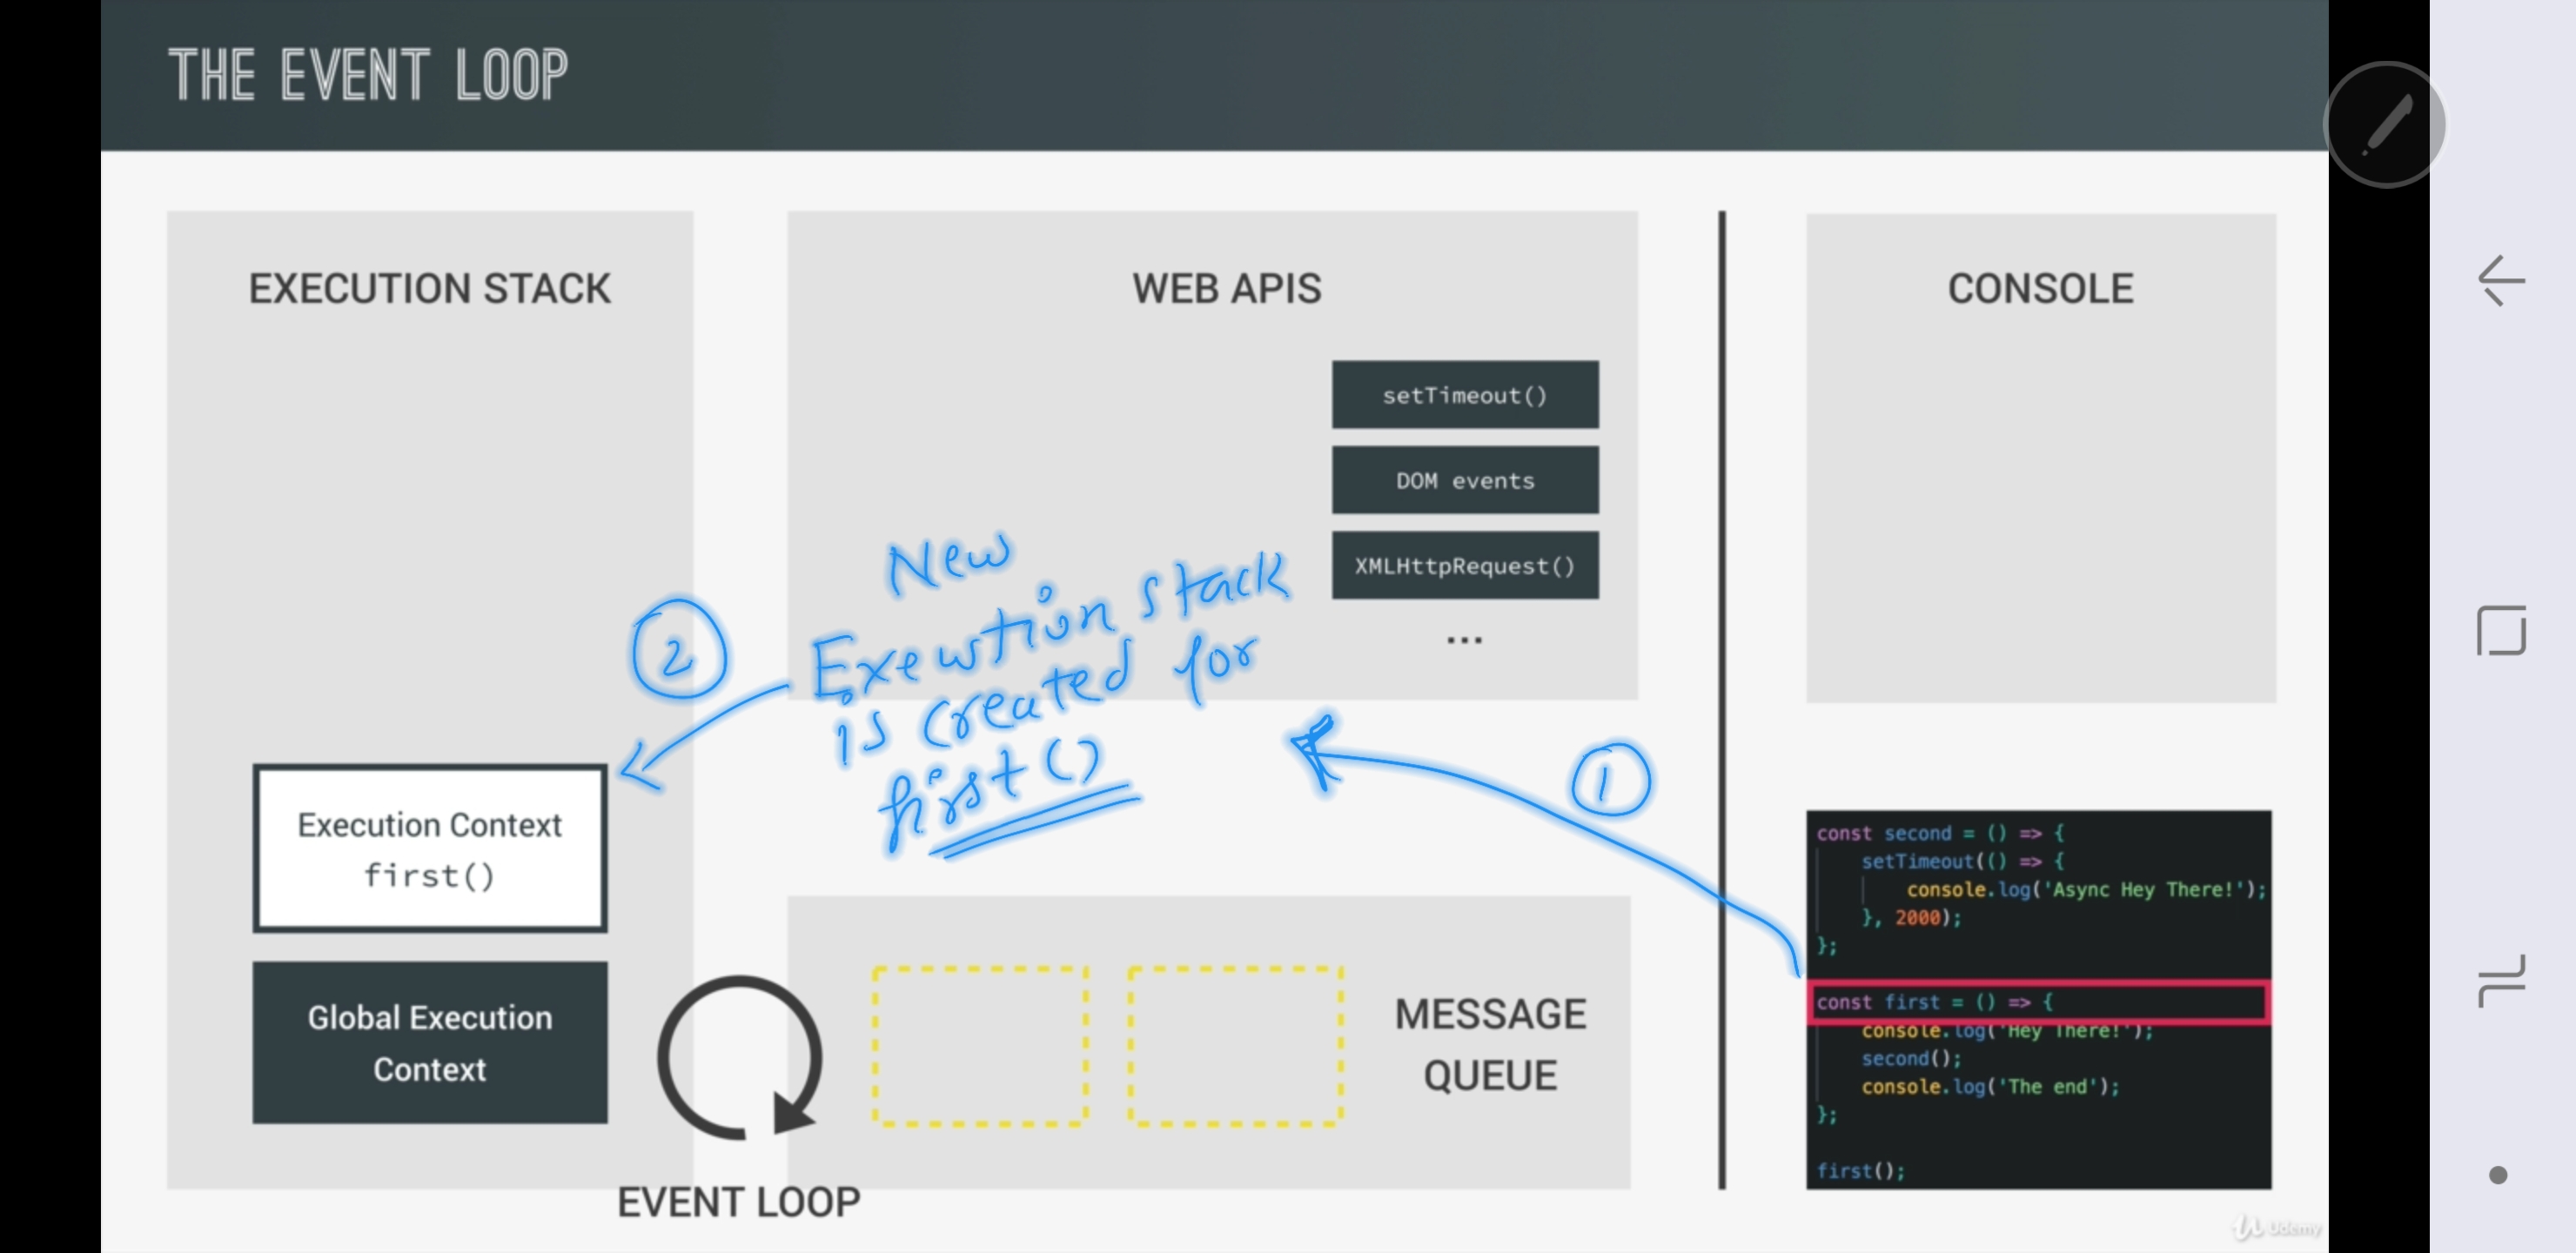 THE EVENT LOOP
EXECUTION STACK
Execution Context
first()
Global Execution
Context
WEB APIS
setTimeout()
DOM events
XMLHttpRequest()
...
New
Exewtion stack
is created for
first()
2
1
EVENT LOOP
MESSAGE
QUEUE
CONSOLE
const second = () => {
setTimeout(() => {
console.log('Async Hey There!');
}, 2000);
};
const first = () => {
console.log('Hey There!');
second();
console.log('The end');
};
first();
Udemy